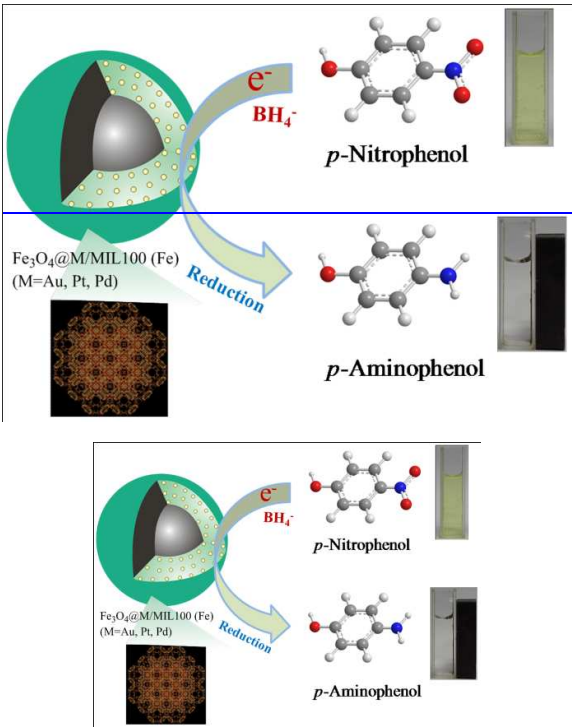 e⁻
BH₄⁻
p-Nitrophenol
Fe₃O₄@M/MIL100 (Fe)
(M=Au, Pt, Pd)
Reduction
p-Aminophenol
e⁻
BH₄⁻
p-Nitrophenol
Fe₃O₄@M/MIL100 (Fe)
(M=Au, Pt, Pd)
Reduction
p-Aminophenol